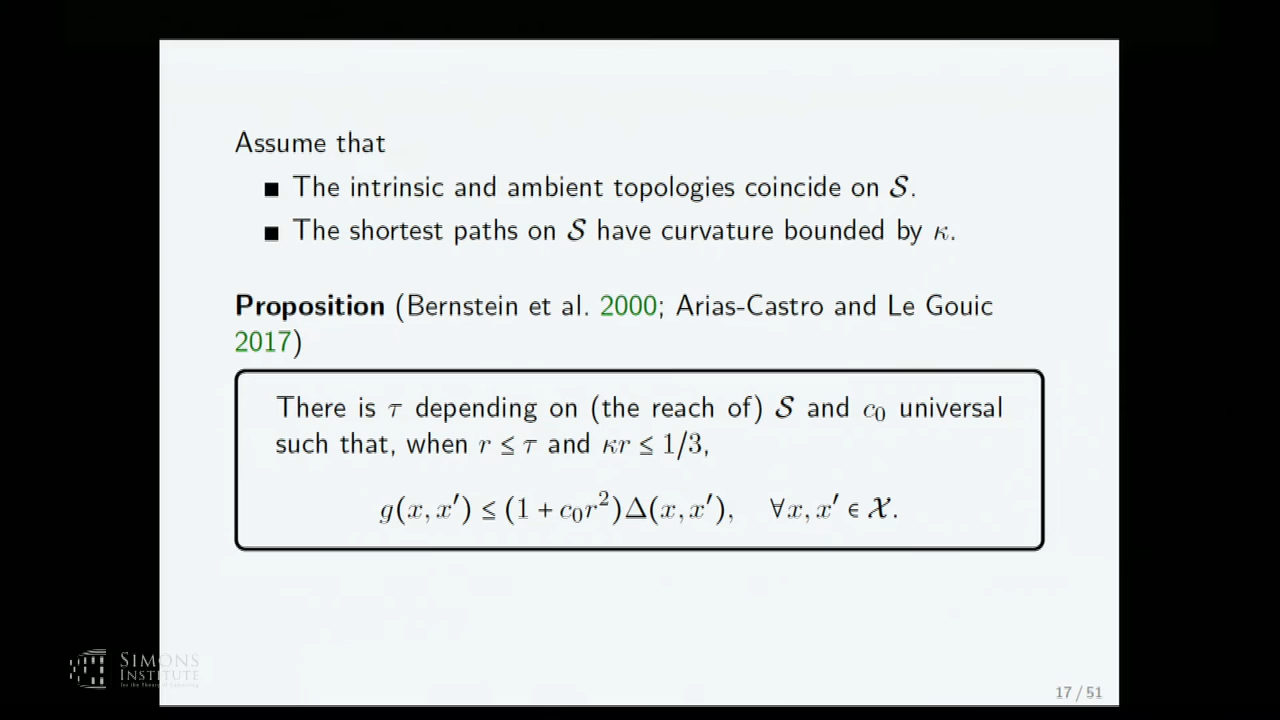 Assume that
■ The intrinsic and ambient topologies coincide on 𝒮.
■ The shortest paths on 𝒮 have curvature bounded by κ.
Proposition (Bernstein et al. 2000; Arias-Castro and Le Gouic
2017)
There is τ depending on (the reach of) 𝒮 and c₀ universal
such that, when r ≤ τ and κr ≤ 1/3,
g(x, x′) ≤ (1 + c₀r²)Δ(x, x′), ∀x, x′ ∈ 𝒳.
SIMONS
INSTITUTE
17 / 51